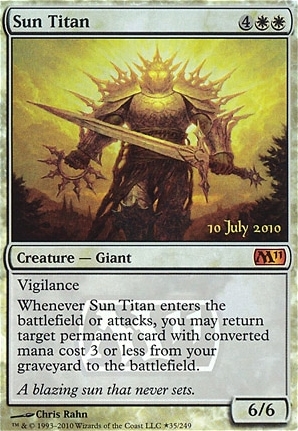 Sun Titan 4
10 July 2010
Creature — Giant M11
Vigilance
Whenever Sun Titan enters the
battlefield or attacks, you may return
target permanent card with converted
mana cost 3 or less from your
graveyard to the battlefield.
A blazing sun that never sets.
Chris Rahn
™ & © 1993–2010 Wizards of the Coast LLC ★35/249
6/6